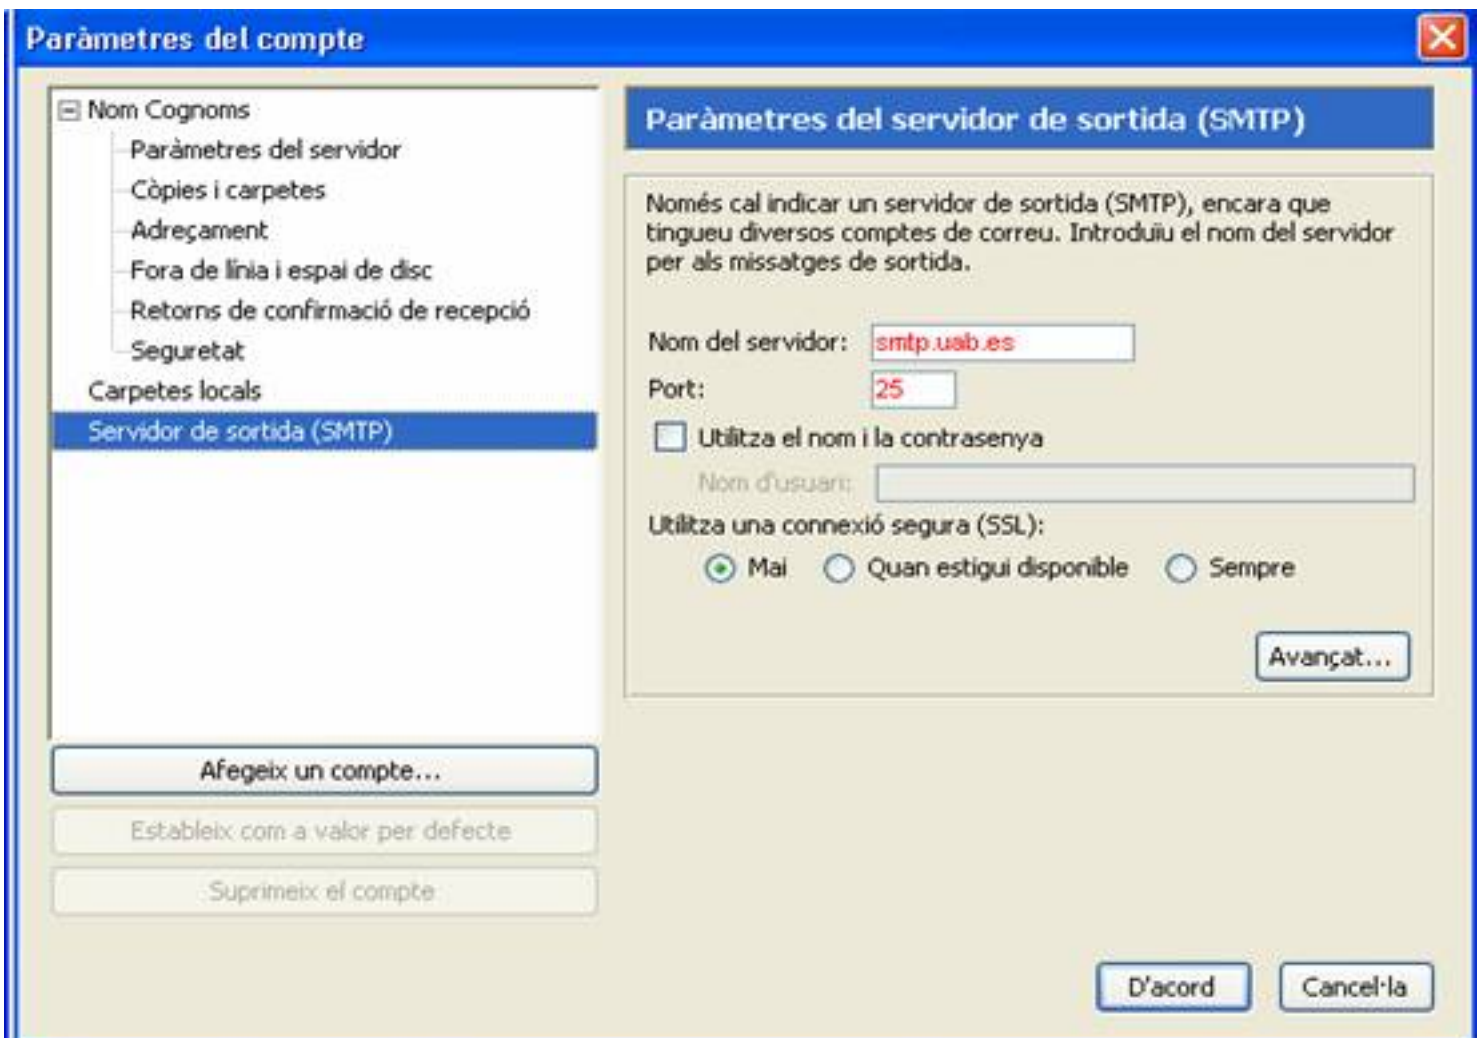 Paràmetres del compte
Nom Cognoms
Paràmetres del servidor
Còpies i carpetes
Adreçament
Fora de línia i espai de disc
Retorns de confirmació de recepció
Seguretat
Carpetes locals
Servidor de sortida (SMTP)
Afegeix un compte...
Estableix com a valor per defecte
Suprimeix el compte
Paràmetres del servidor de sortida (SMTP)
Només cal indicar un servidor de sortida (SMTP), encara que
tingueu diversos comptes de correu. Introduïu el nom del servidor
per als missatges de sortida.
Nom del servidor: smtp.uab.es
Port: 25
Utilitza el nom i la contrasenya
Nom d'usuari:
Utilitza una connexió segura (SSL):
Mai Quan estigui disponible Sempre
Avançat...
D'acord Cancel·la